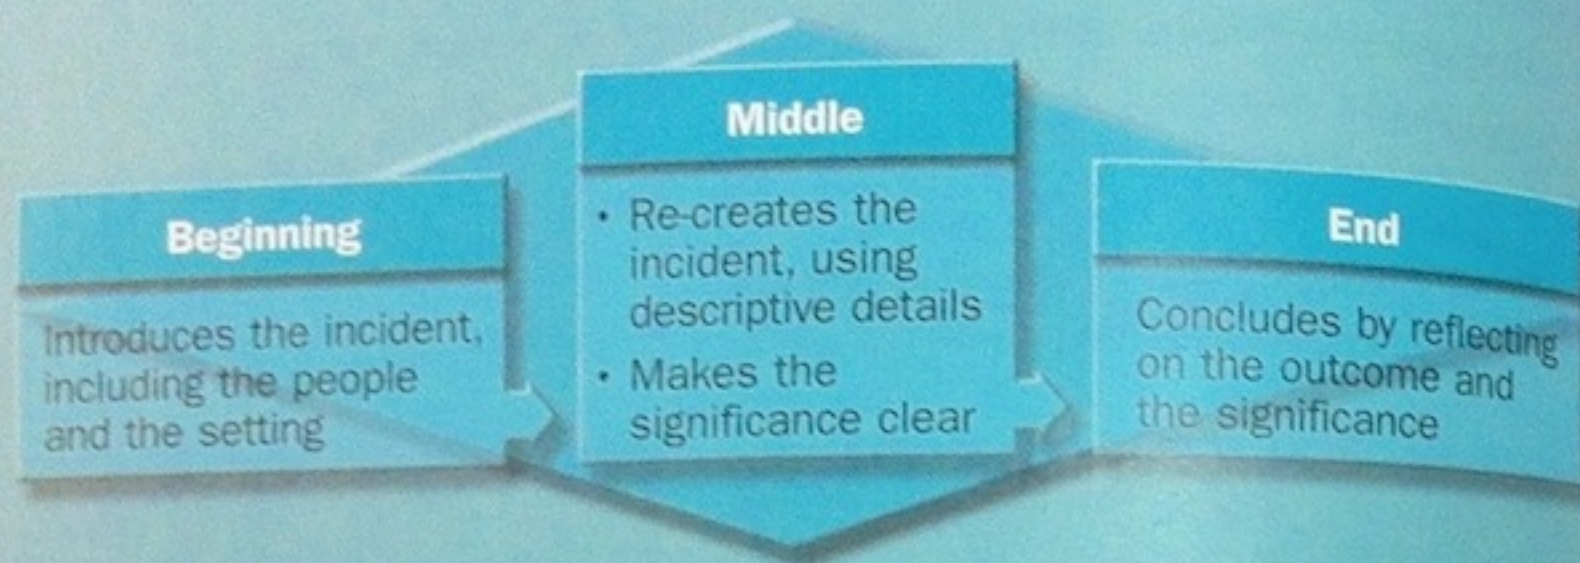 Beginning
Introduces the incident,
including the people
and the setting
Middle
• Re-creates the
incident, using
descriptive details
• Makes the
significance clear
End
Concludes by reflecting
on the outcome and
the significance